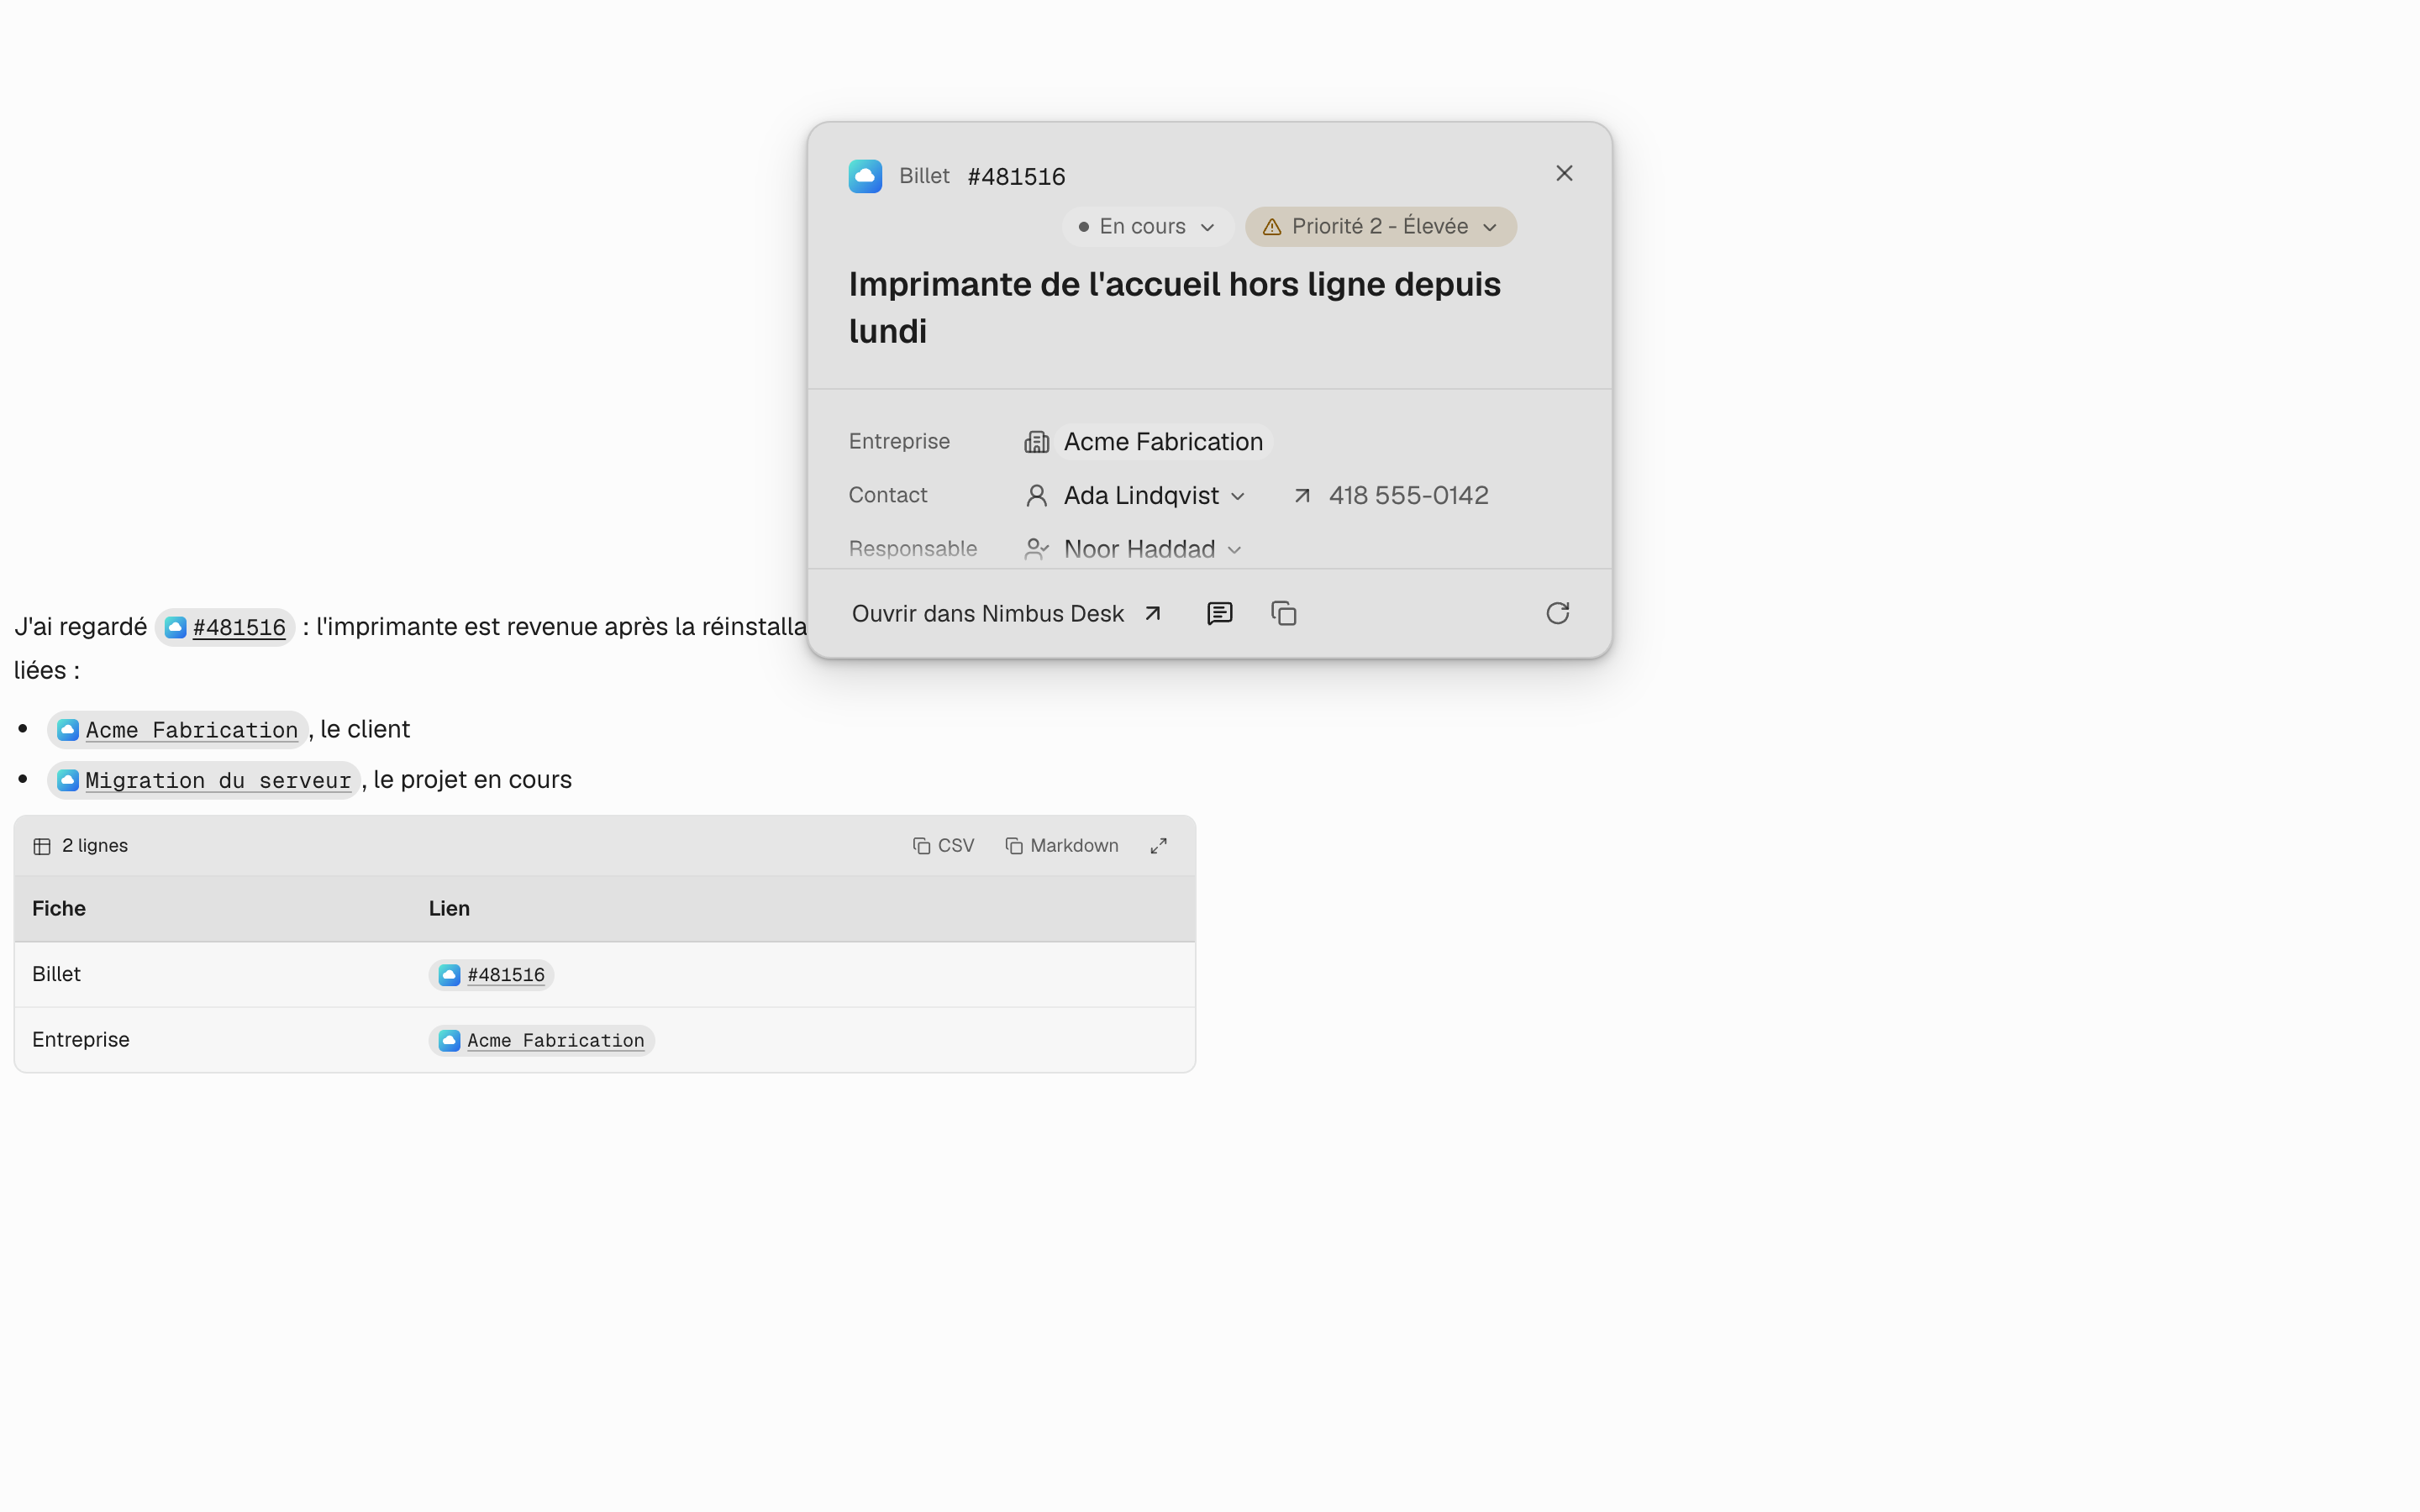 Billet #481516
En cours
Priorité 2 - Élevée
Imprimante de l'accueil hors ligne depuis
lundi
Entreprise Acme Fabrication
Contact Ada Lindqvist 418 555-0142
Responsable Noor Haddad
Ouvrir dans Nimbus Desk
J'ai regardé #481516 : l'imprimante est revenue après la réinstalla
liées :
• Acme Fabrication, le client
• Migration du serveur, le projet en cours
2 lignes CSV Markdown
Fiche Lien
Billet #481516
Entreprise Acme Fabrication